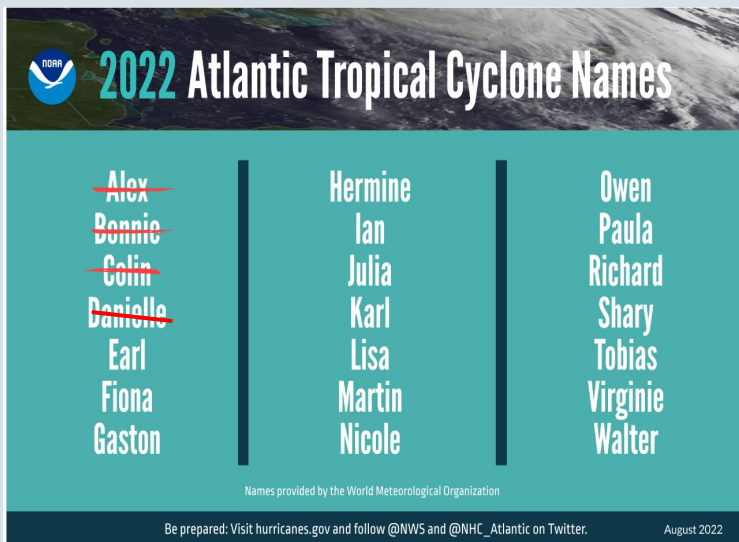 NOAA
2022 Atlantic Tropical Cyclone Names
Alex
Bonnie
Colin
Danielle
Earl
Fiona
Gaston
Hermine
Ian
Julia
Karl
Lisa
Martin
Nicole
Owen
Paula
Richard
Shary
Tobias
Virginie
Walter
Names provided by the World Meteorological Organization
Be prepared: Visit hurricanes.gov and follow @NWS and @NHC_Atlantic on Twitter.
August 2022